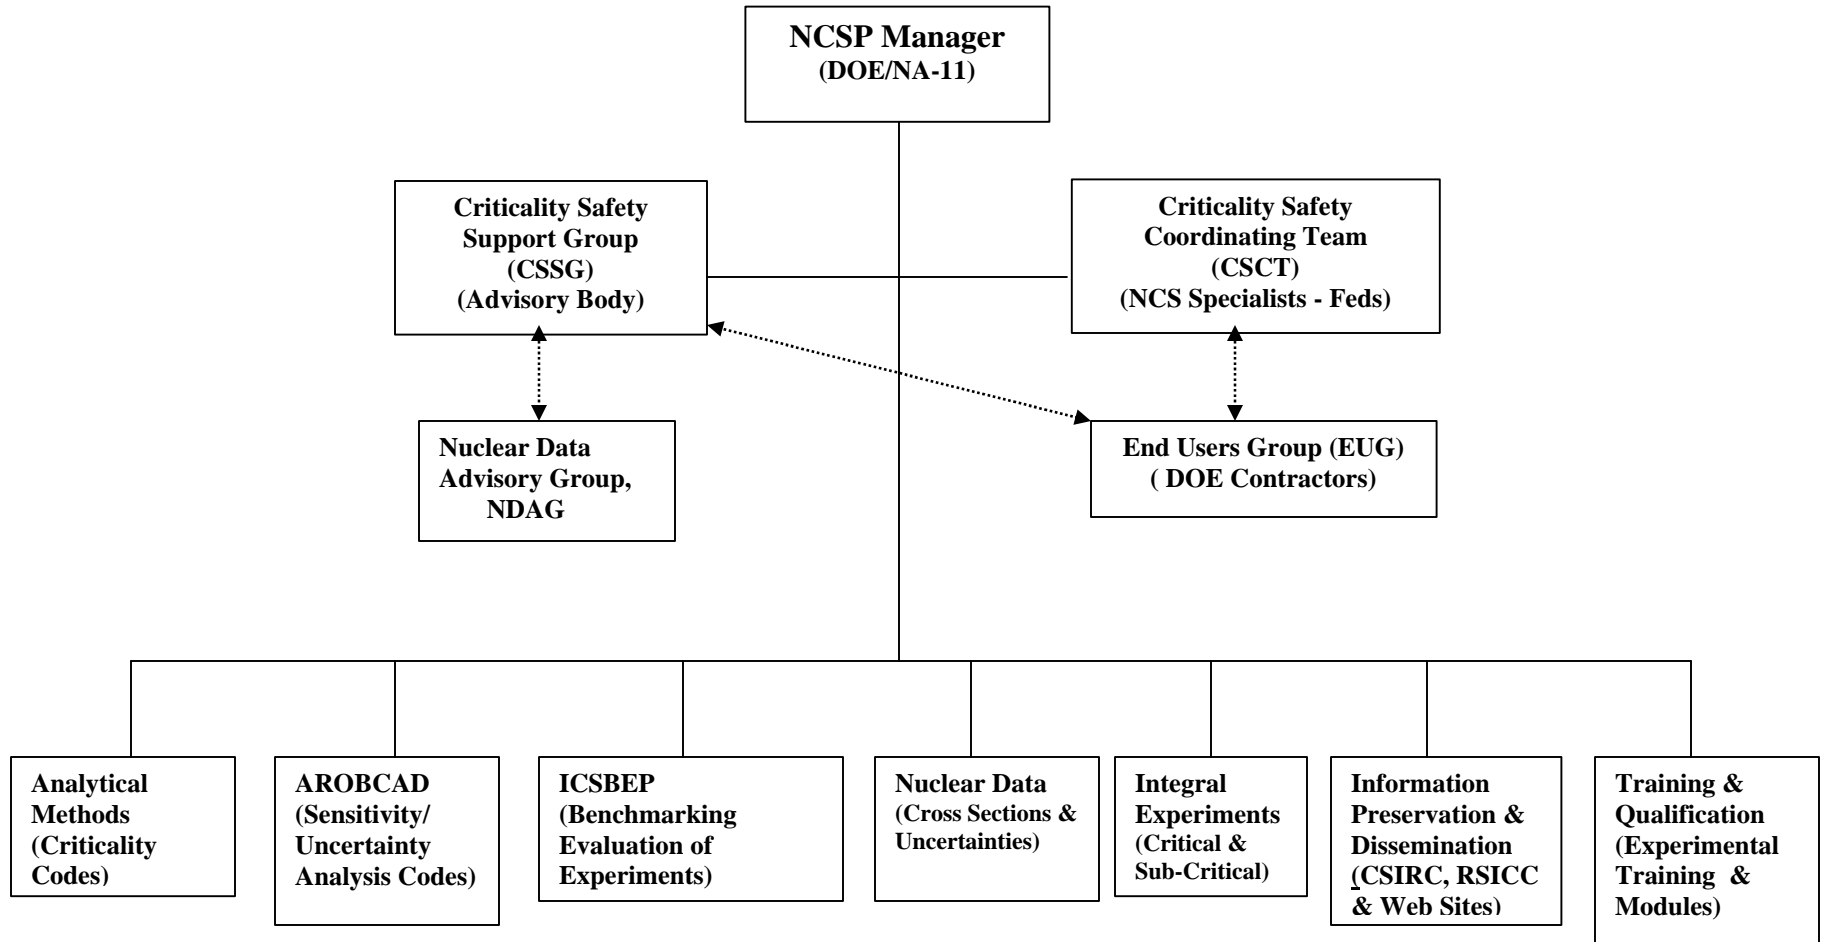 NCSP Manager
(DOE/NA-11)
Criticality Safety
Support Group
(CSSG)
(Advisory Body)
Criticality Safety
Coordinating Team
(CSCT)
(NCS Specialists - Feds)
Nuclear Data
Advisory Group,
NDAG
End Users Group (EUG)
( DOE Contractors)
Analytical
Methods
(Criticality
Codes)
AROBCAD
(Sensitivity/
Uncertainty
Analysis Codes)
ICSBEP
(Benchmarking
Evaluation of
Experiments)
Nuclear Data
(Cross Sections &
Uncertainties)
Integral
Experiments
(Critical &
Sub-Critical)
Information
Preservation &
Dissemination
(CSIRC, RSICC
& Web Sites)
Training &
Qualification
(Experimental
Training &
Modules)